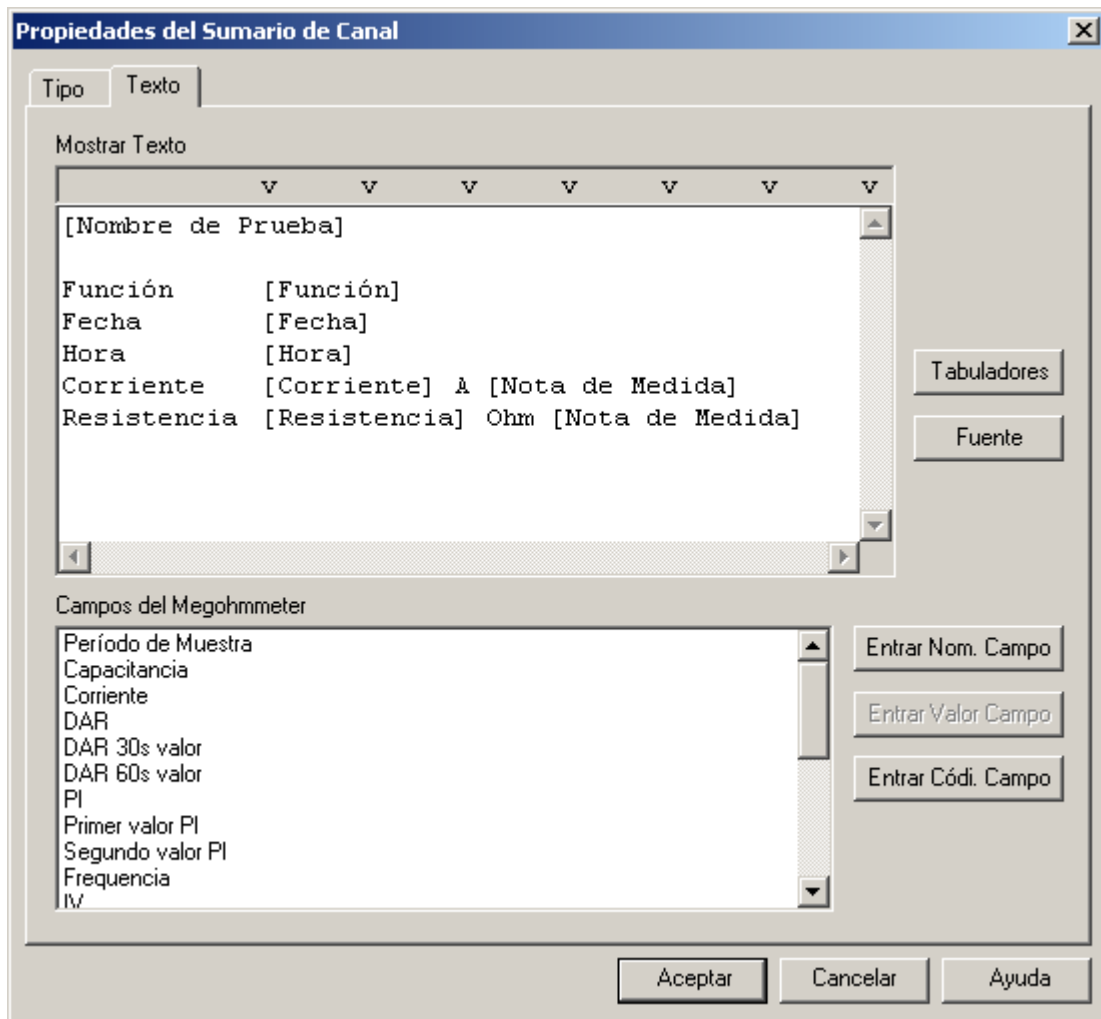 Propiedades del Sumario de Canal
Tipo Texto
Mostrar Texto
v v v v v v v
[Nombre de Prueba]
Función [Función]
Fecha [Fecha]
Hora [Hora]
Corriente [Corriente] A [Nota de Medida]
Resistencia [Resistencia] Ohm [Nota de Medida]
Tabuladores
Fuente
Campos del Megohmmeter
Período de Muestra
Capacitancia
Corriente
DAR
DAR 30s valor
DAR 60s valor
PI
Primer valor PI
Segundo valor PI
Frequencia
Entrar Nom. Campo
Entrar Valor Campo
Entrar Códi. Campo
Aceptar Cancelar Ayuda